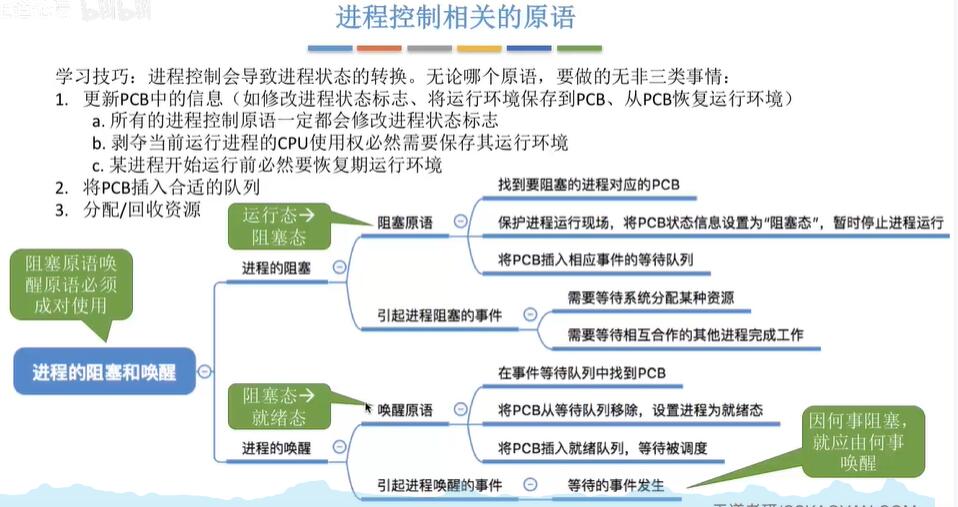 bilibili
进程控制相关的原语
学习技巧：进程控制会导致进程状态的转换。无论哪个原语，要做的无非三类事情：
1. 更新PCB中的信息（如修改进程状态标志、将运行环境保存到PCB、从PCB恢复运行环境）
a. 所有的进程控制原语一定都会修改进程状态标志
b. 剥夺当前运行进程的CPU使用权必然需要保存其运行环境
c. 某进程开始运行前必然要恢复期运行环境
2. 将PCB插入合适的队列
3. 分配/回收资源
阻塞原语唤
醒原语必须
成对使用
进程的阻塞和唤醒
进程的阻塞
运行态→
阻塞态
阻塞原语
找到要阻塞的进程对应的PCB
保护进程运行现场，将PCB状态信息设置为“阻塞态”，暂时停止进程运行
将PCB插入相应事件的等待队列
引起进程阻塞的事件
需要等待系统分配某种资源
需要等待相互合作的其他进程完成工作
进程的唤醒
阻塞态→
就绪态
唤醒原语
在事件等待队列中找到PCB
将PCB从等待队列移除，设置进程为就绪态
将PCB插入就绪队列，等待被调度
引起进程唤醒的事件
等待的事件发生
因何事阻塞，
就应由何事
唤醒